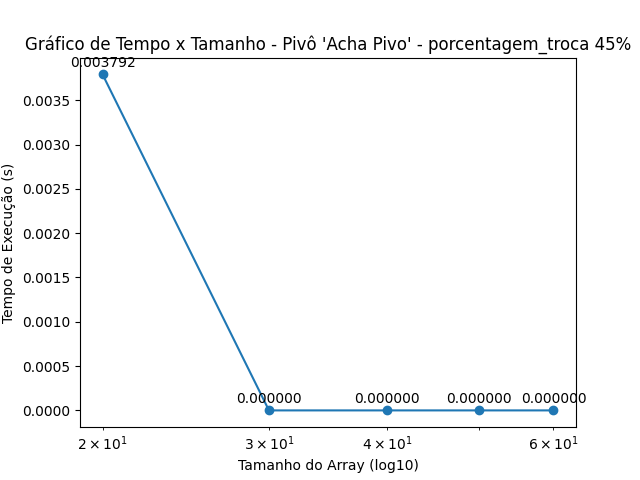 Gráfico de Tempo x Tamanho - Pivô 'Acha Pivo' - porcentagem_troca 45%
0.003792
0.0035
0.0030
0.0025
0.0020
0.0015
0.0010
0.0005
0.0000
Tempo de Execução (s)
0.000000 0.000000 0.000000 0.000000
2 × 10¹ 3 × 10¹ 4 × 10¹ 6 × 10¹
Tamanho do Array (log10)